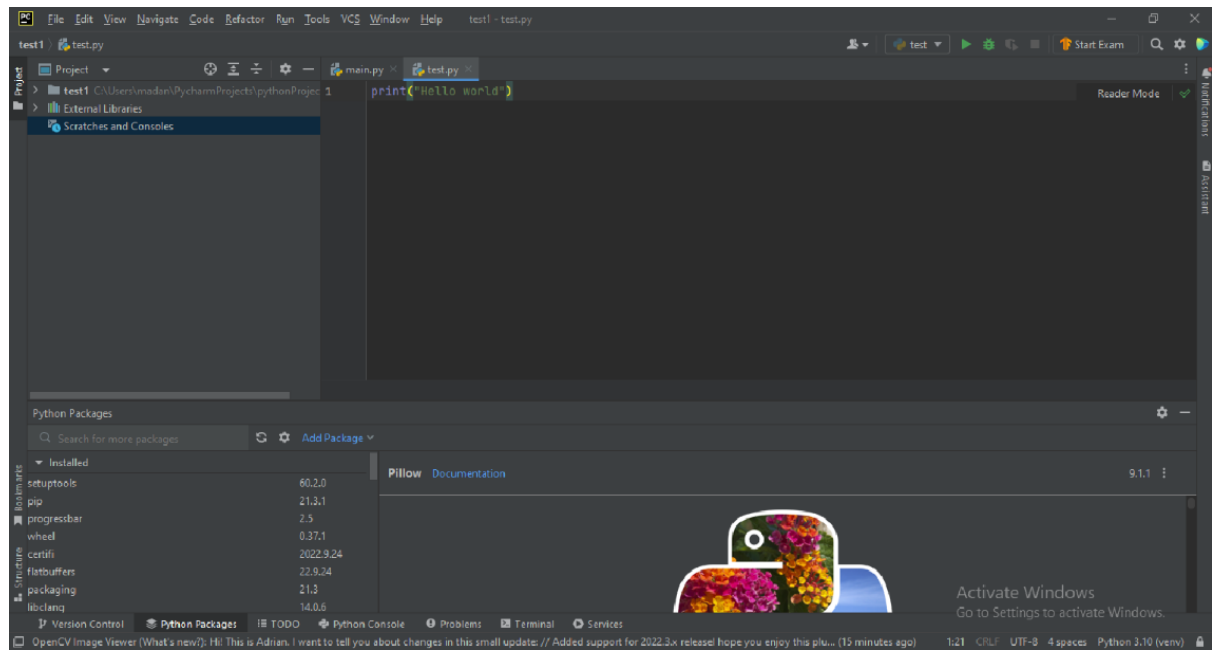 PC File Edit View Navigate Code Refactor Run Tools VCS Window Help test1 - test.py
test1 test.py test Start Exam
Project main.py test.py
test1 C:\Users\madan\PycharmProjects\pythonProjec
External Libraries
Scratches and Consoles
1 print("Hello world")
Reader Mode
Project
Notifications
Assistant
Python Packages
Search for more packages Add Package
Installed
setuptools 60.2.0
pip 21.3.1
progressbar 2.5
wheel 0.37.1
certifi 2022.9.24
flatbuffers 22.9.24
packaging 21.3
libclang 14.0.6
Pillow Documentation 9.1.1
Bookmarks
Structure
Activate Windows
Go to Settings to activate Windows.
Version Control Python Packages TODO Python Console Problems Terminal Services
OpenCV Image Viewer (What's new?): Hi! This is Adrian. I want to tell you about changes in this small update: // Added support for 2022.3.x release! hope you enjoy this plu... (15 minutes ago) 1:21 CRLF UTF-8 4 spaces Python 3.10 (venv)